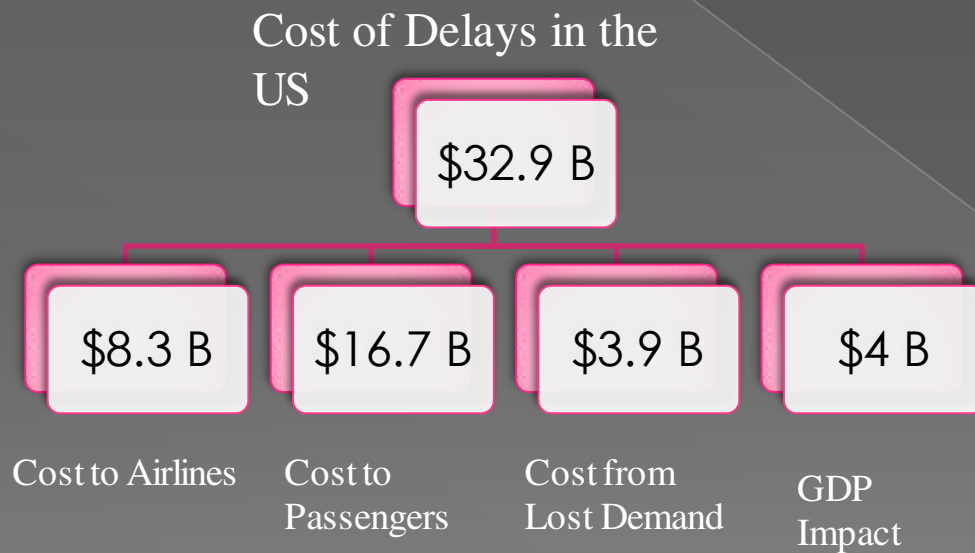 Cost of Delays in the
US
$32.9 B
$8.3 B
$16.7 B
$3.9 B
$4 B
Cost to Airlines
Cost to
Passengers
Cost from
Lost Demand
GDP
Impact